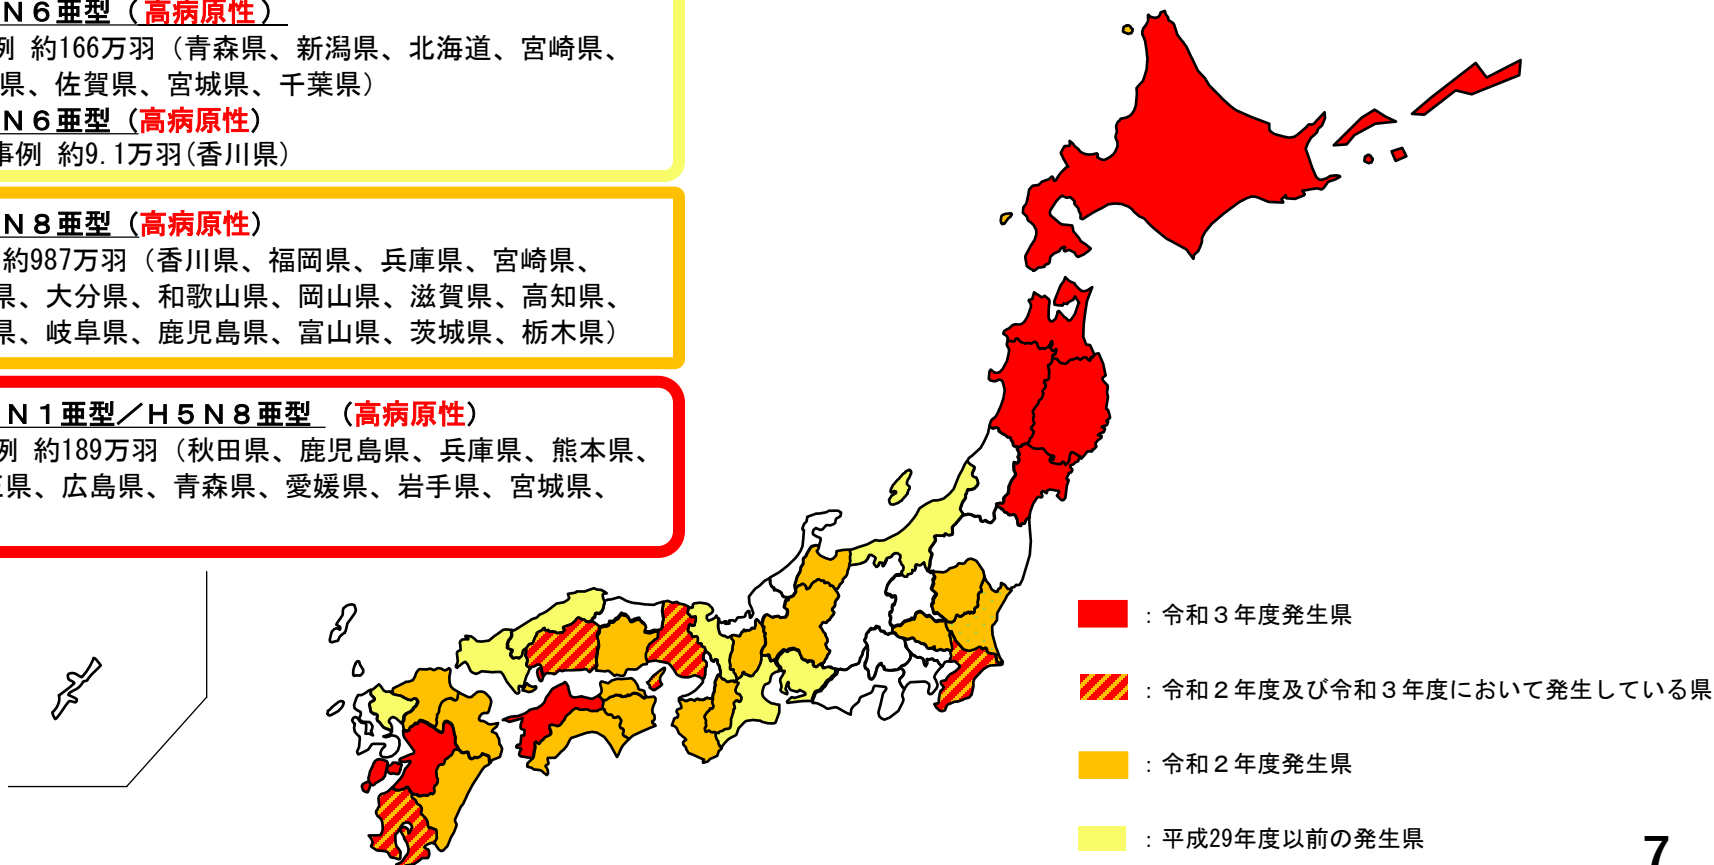 Ｎ６亜型（高病原性）
例 約166万羽（青森県、新潟県、北海道、宮崎県、
県、佐賀県、宮城県、千葉県）
Ｎ６亜型（高病原性）
事例 約9.1万羽(香川県）
Ｎ８亜型（高病原性）
約987万羽（香川県、福岡県、兵庫県、宮崎県、
県、大分県、和歌山県、岡山県、滋賀県、高知県、
県、岐阜県、鹿児島県、富山県、茨城県、栃木県）
Ｎ１亜型／Ｈ５Ｎ８亜型 （高病原性）
例 約189万羽（秋田県、鹿児島県、兵庫県、熊本県、
県、広島県、青森県、愛媛県、岩手県、宮城県、
：令和３年度発生県
：令和２年度及び令和３年度において発生している県
：令和２年度発生県
：平成29年度以前の発生県
7